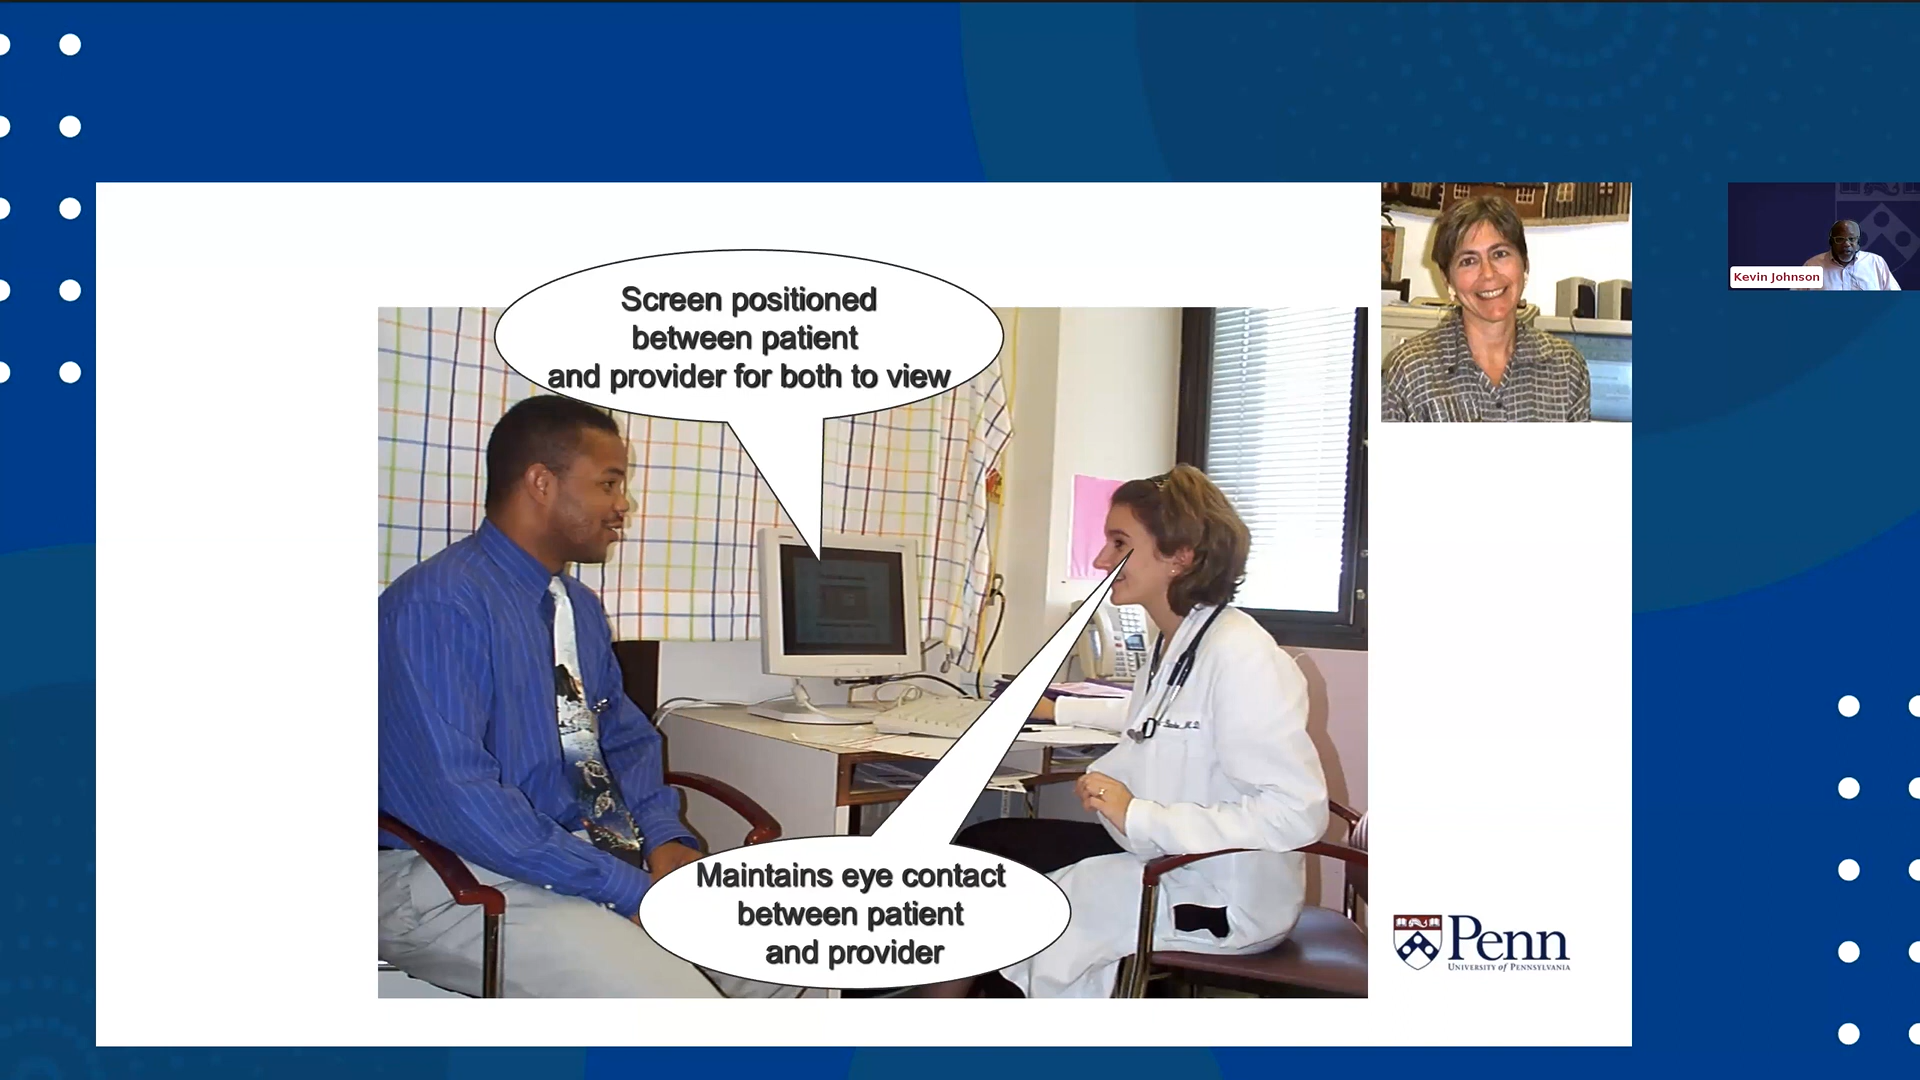 Screen positioned
between patient
and provider for both to view
Kevin Johnson
Maintains eye contact
between patient
and provider
Penn
UNIVERSITY of PENNSYLVANIA